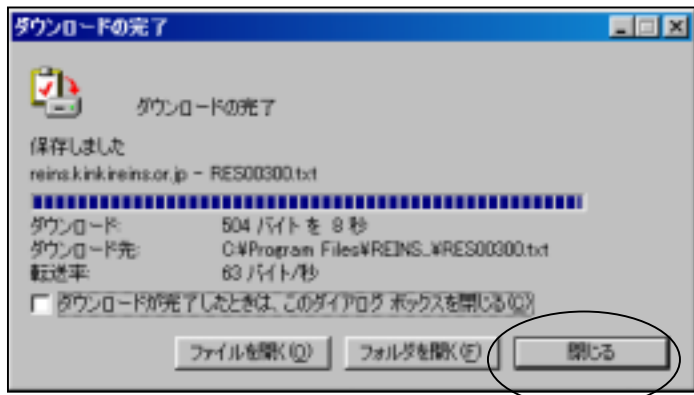 ダウンロードの完了
ダウンロードの完了
保存しました
reins.kinkireins.or.jp - RES00300.txt
ダウンロード: 504 バイト を 8 秒
ダウンロード先: C:¥Program Files¥REINS...¥RES00300.txt
転送率: 63 バイト/秒
ダウンロードが完了したときは、このダイアログ ボックスを閉じる(C)
ファイルを開く(O) フォルダを開く(F) 閉じる